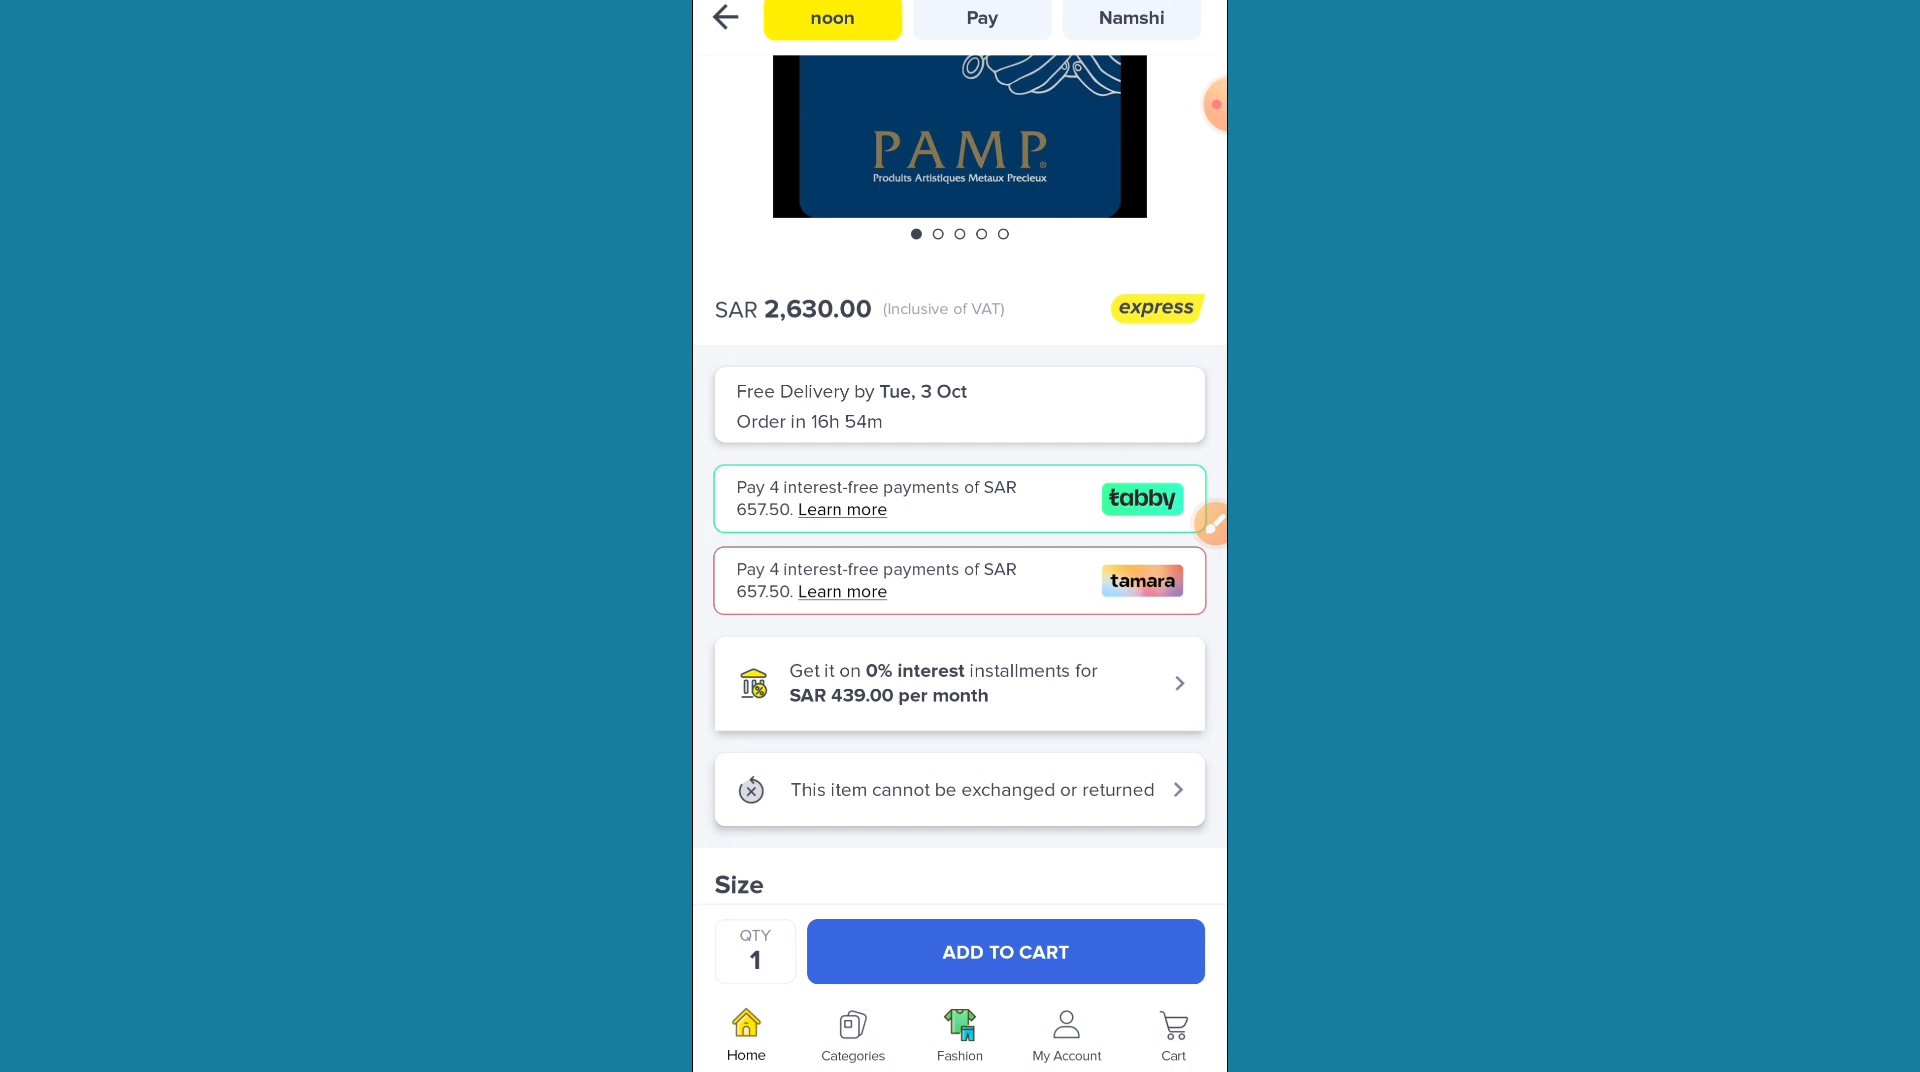 noon
Pay
Namshi
PAMP®
Produits Artistiques Metaux Precieux
SAR 2,630.00 (Inclusive of VAT)
express
Free Delivery by Tue, 3 Oct
Order in 16h 54m
Pay 4 interest-free payments of SAR
657.50. Learn more
tabby
Pay 4 interest-free payments of SAR
657.50. Learn more
tamara
Get it on 0% interest installments for
SAR 439.00 per month
This item cannot be exchanged or returned
Size
QTY
1
ADD TO CART
Home
Categories
Fashion
My Account
Cart